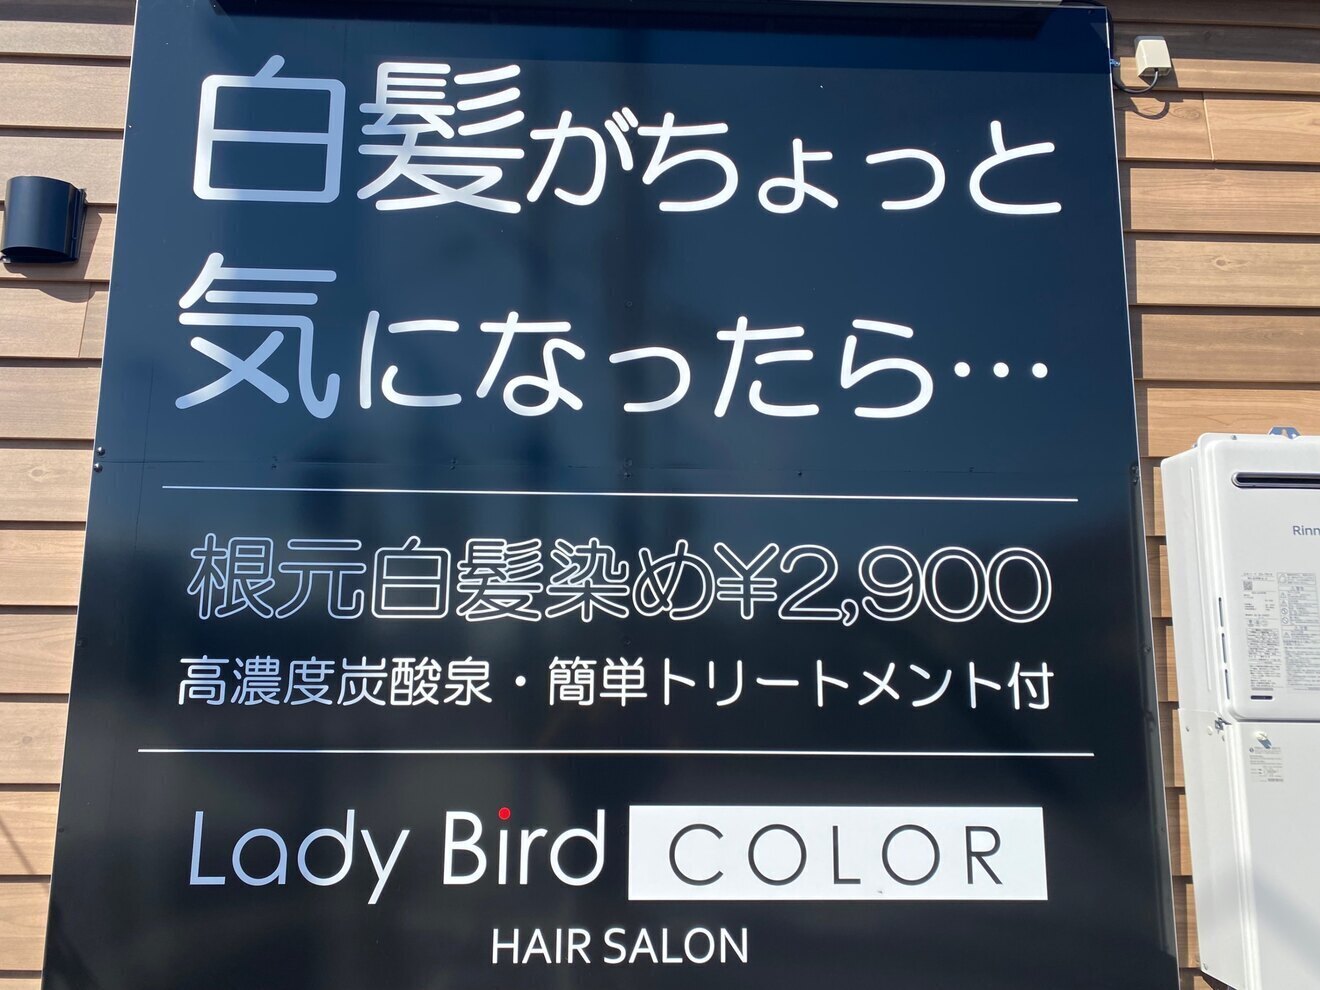 白髪がちょっと
気になったら…
根元白髪染め¥2,900
高濃度炭酸泉・簡単トリートメント付
Lady Bird COLOR
HAIR SALON
Rinn